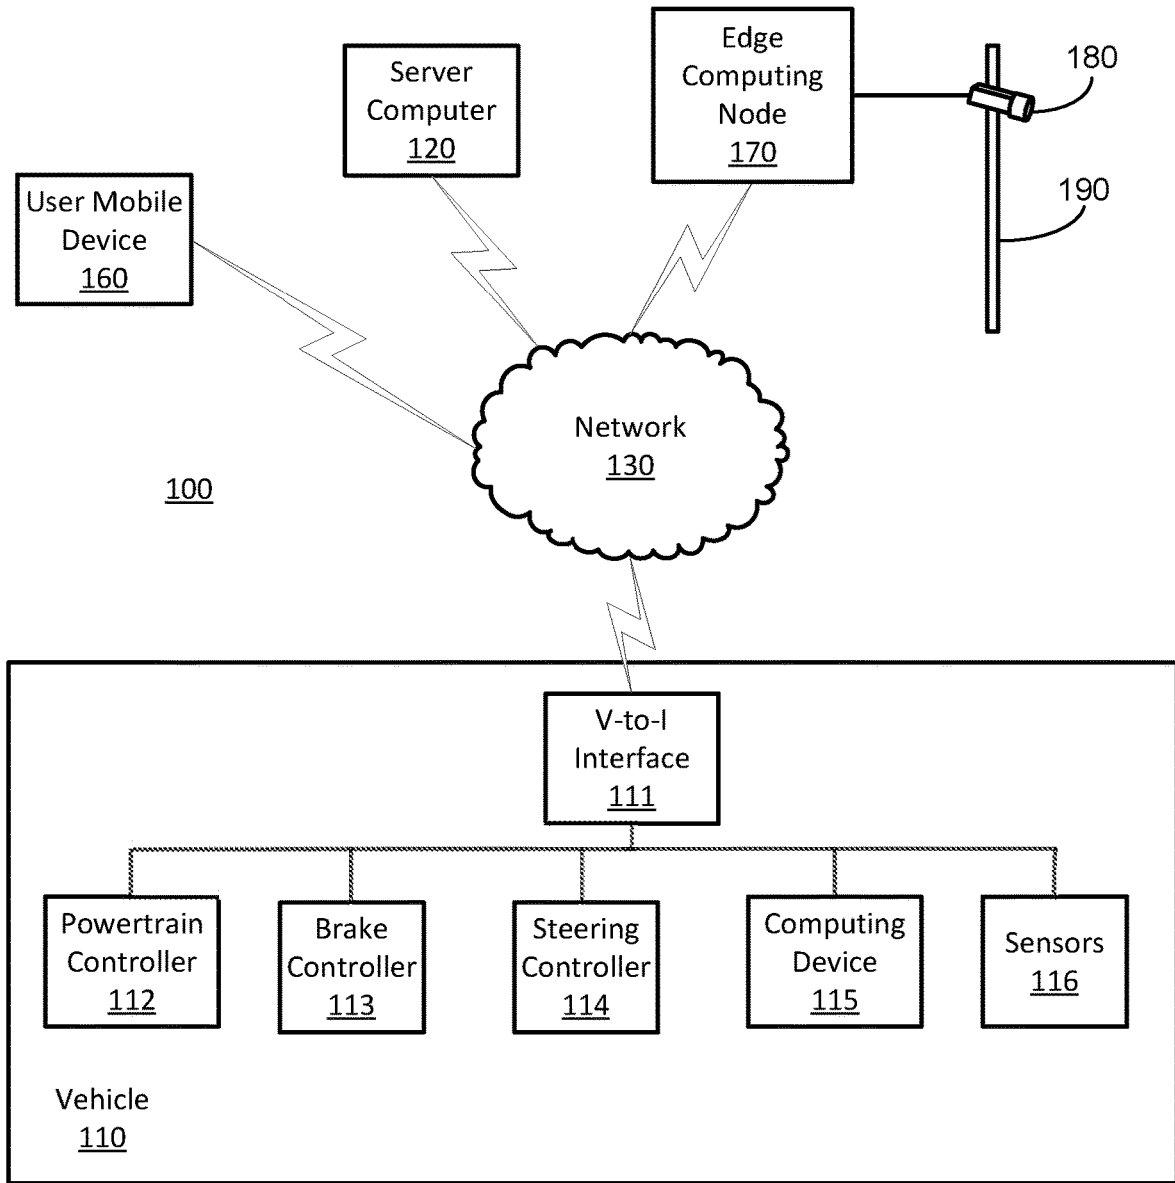 Server
Computer
120
Edge
Computing
Node
170
180
190
User Mobile
Device
160
Network
130
100
V-to-I
Interface
111
Powertrain
Controller
112
Brake
Controller
113
Steering
Controller
114
Computing
Device
115
Sensors
116
Vehicle
110